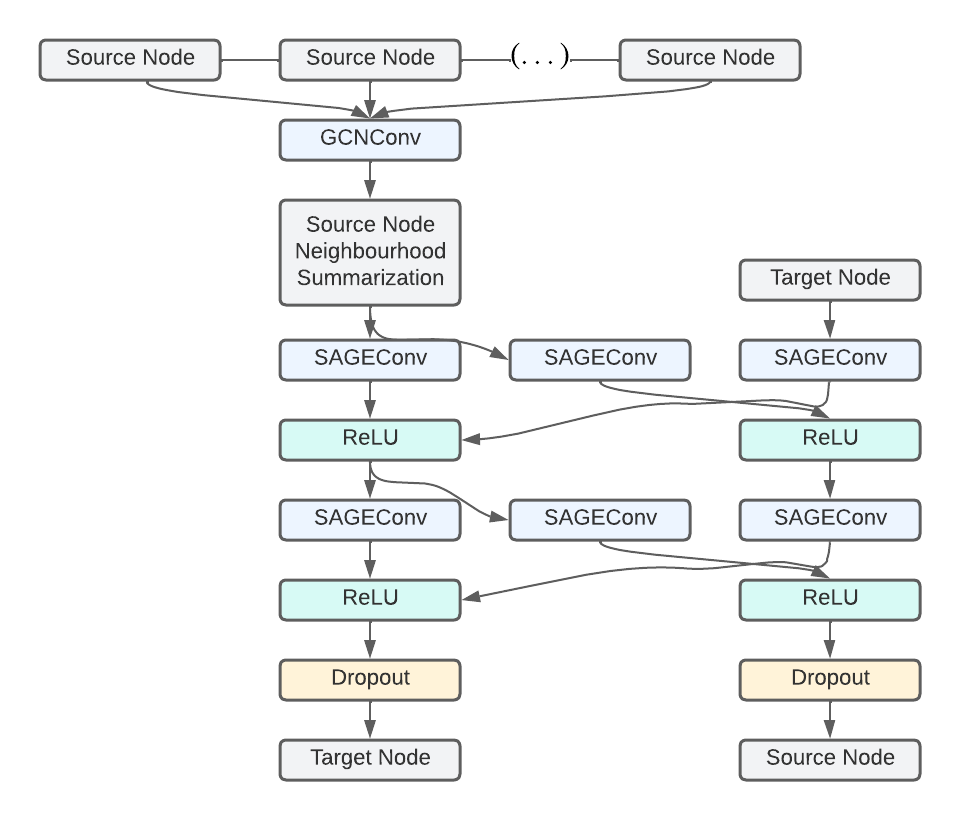 Source Node
Source Node
(...)
Source Node
GCNConv
Source Node
Neighbourhood
Summarization
Target Node
SAGEConv
SAGEConv
SAGEConv
ReLU
ReLU
SAGEConv
SAGEConv
SAGEConv
ReLU
ReLU
Dropout
Dropout
Target Node
Source Node